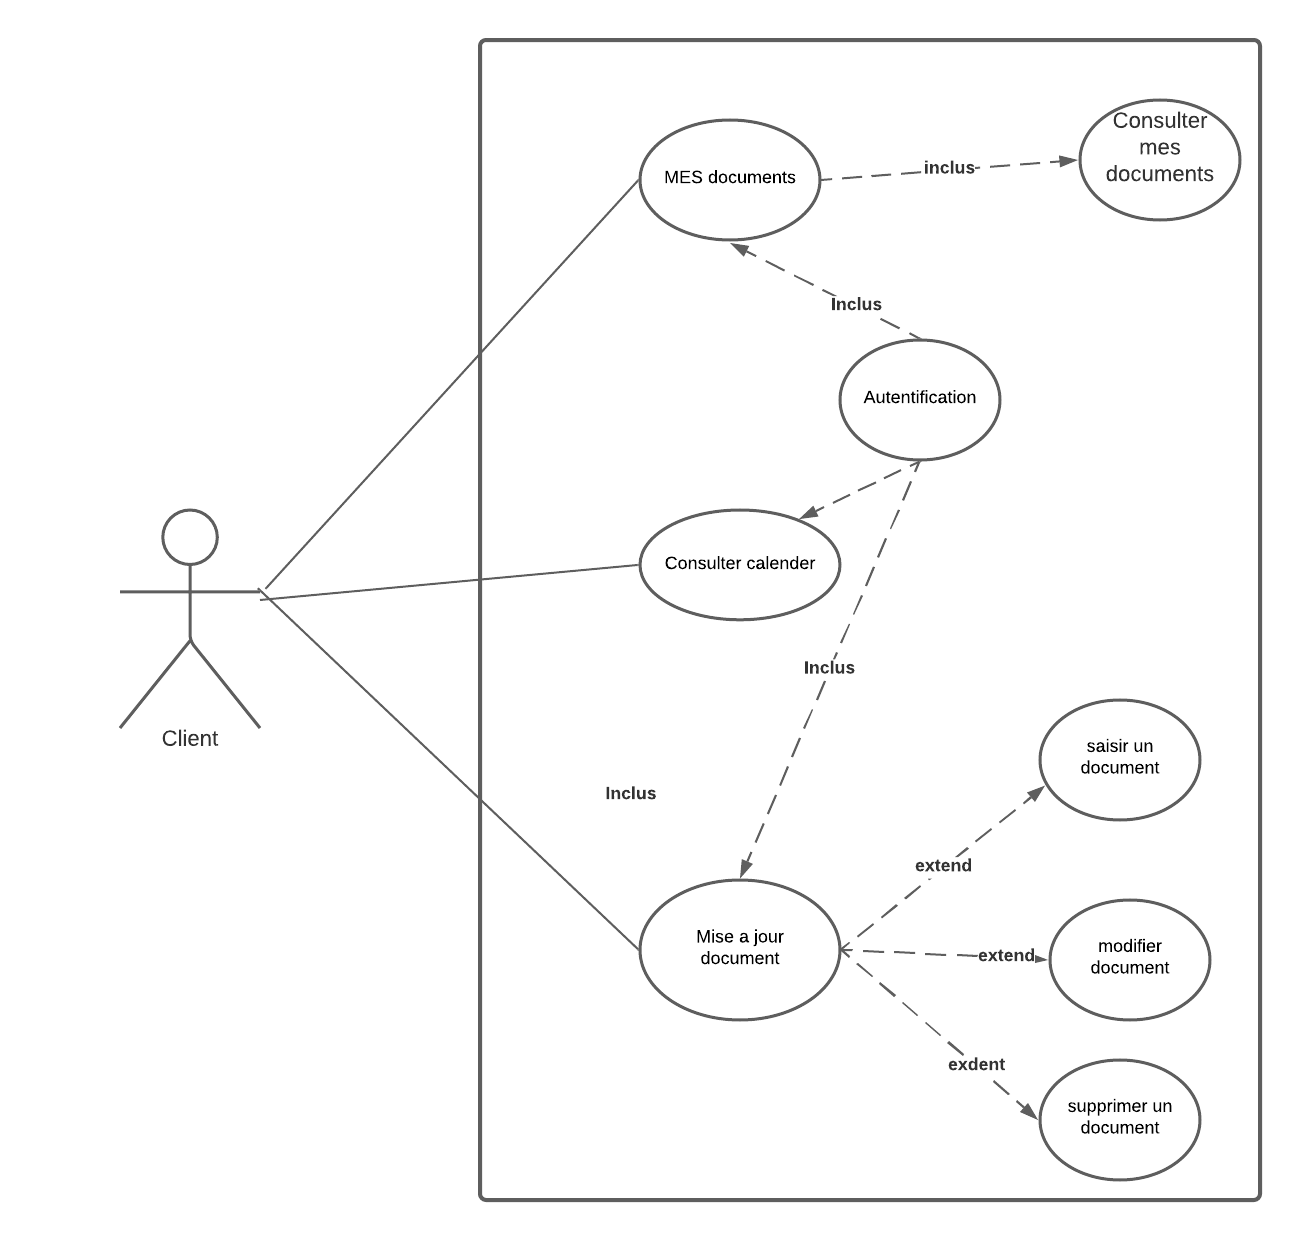 Consulter
mes
documents
MES documents
inclus
Inclus
Autentification
Consulter calender
Inclus
Client
saisir un
document
Inclus
extend
Mise a jour
document
extend
modifier
document
exdent
supprimer un
document